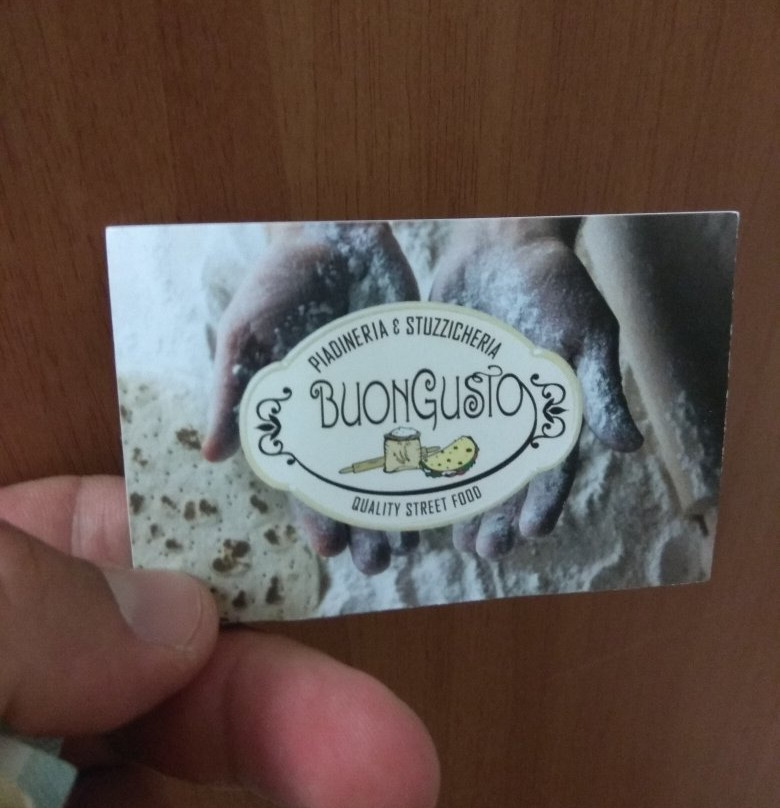 PIADINERIA & STUZZICHERIA
BUONGUSTO
QUALITY STREET FOOD